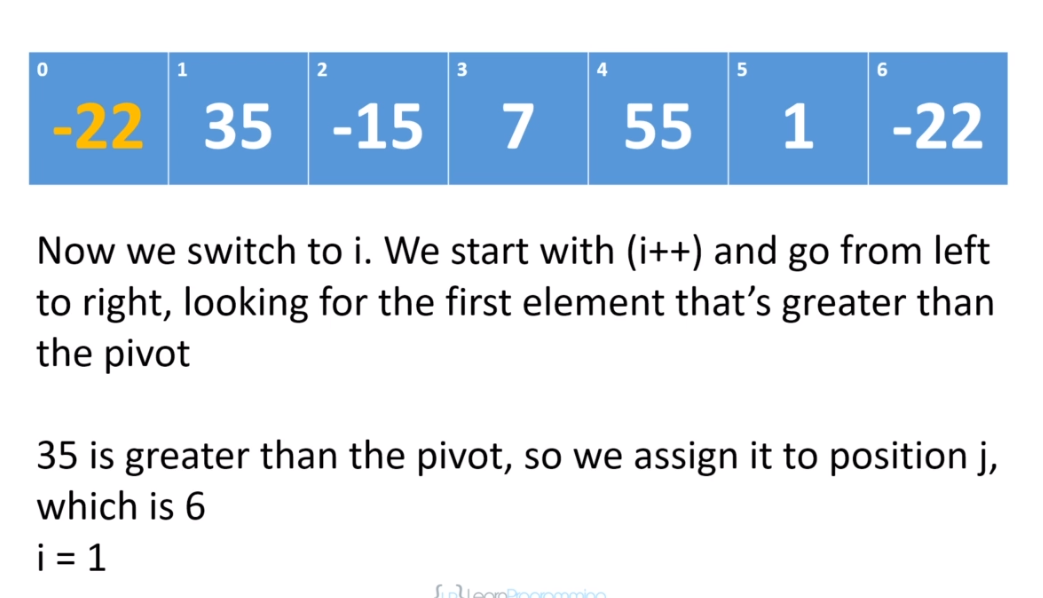 0 1 2 3 4 5 6
-22 35 -15 7 55 1 -22
Now we switch to i. We start with (i++) and go from left
to right, looking for the first element that’s greater than
the pivot
35 is greater than the pivot, so we assign it to position j,
which is 6
i = 1